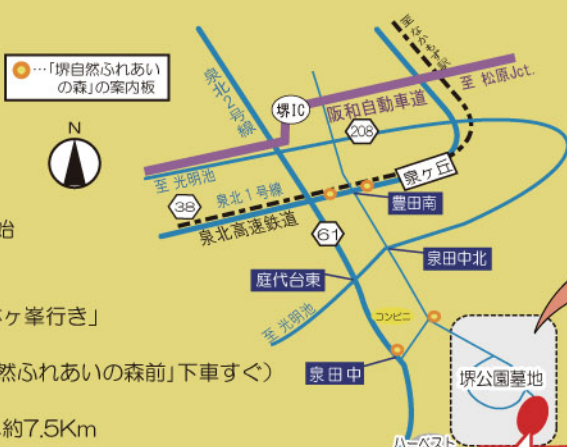 …「堺自然ふれあい
の森」の案内板
N
泉北2号線
堺IC
至 なかもず駅
阪和自動車道
至 松原Jct.
208
至 光明池
38
泉北1号線
泉ヶ丘
泉北高速鉄道
豊田南
61
泉田中北
庭代台東
至 光明池
コンビニ
泉田中
堺公園墓地
ハーベスト
始
ヶ峯行き」
然ふれあいの森前」下車すぐ)
約7.5Km